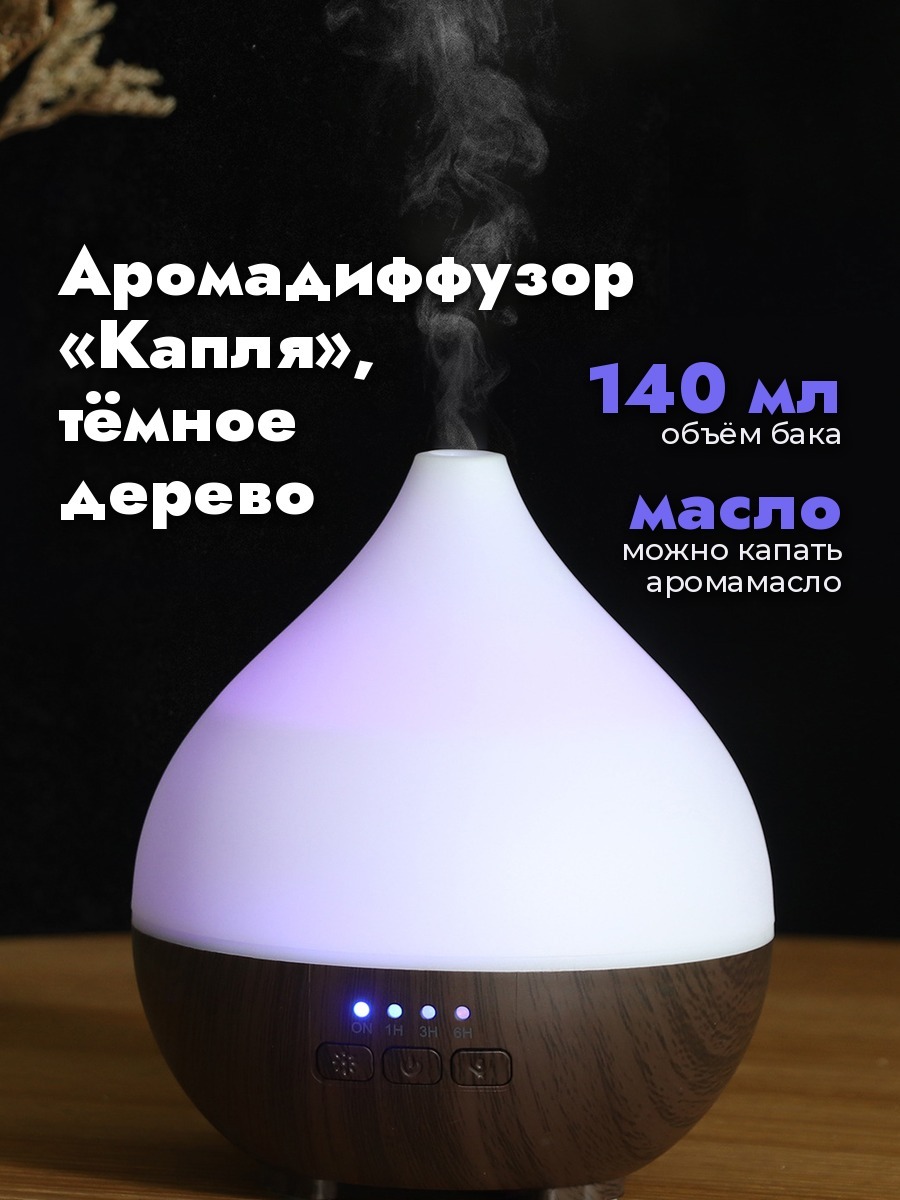 Аромадиффузор
«Капля»,
тёмное
дерево
140 мл
объём бака
масло
можно капать
аромамасло
ON 1H 3H 6H